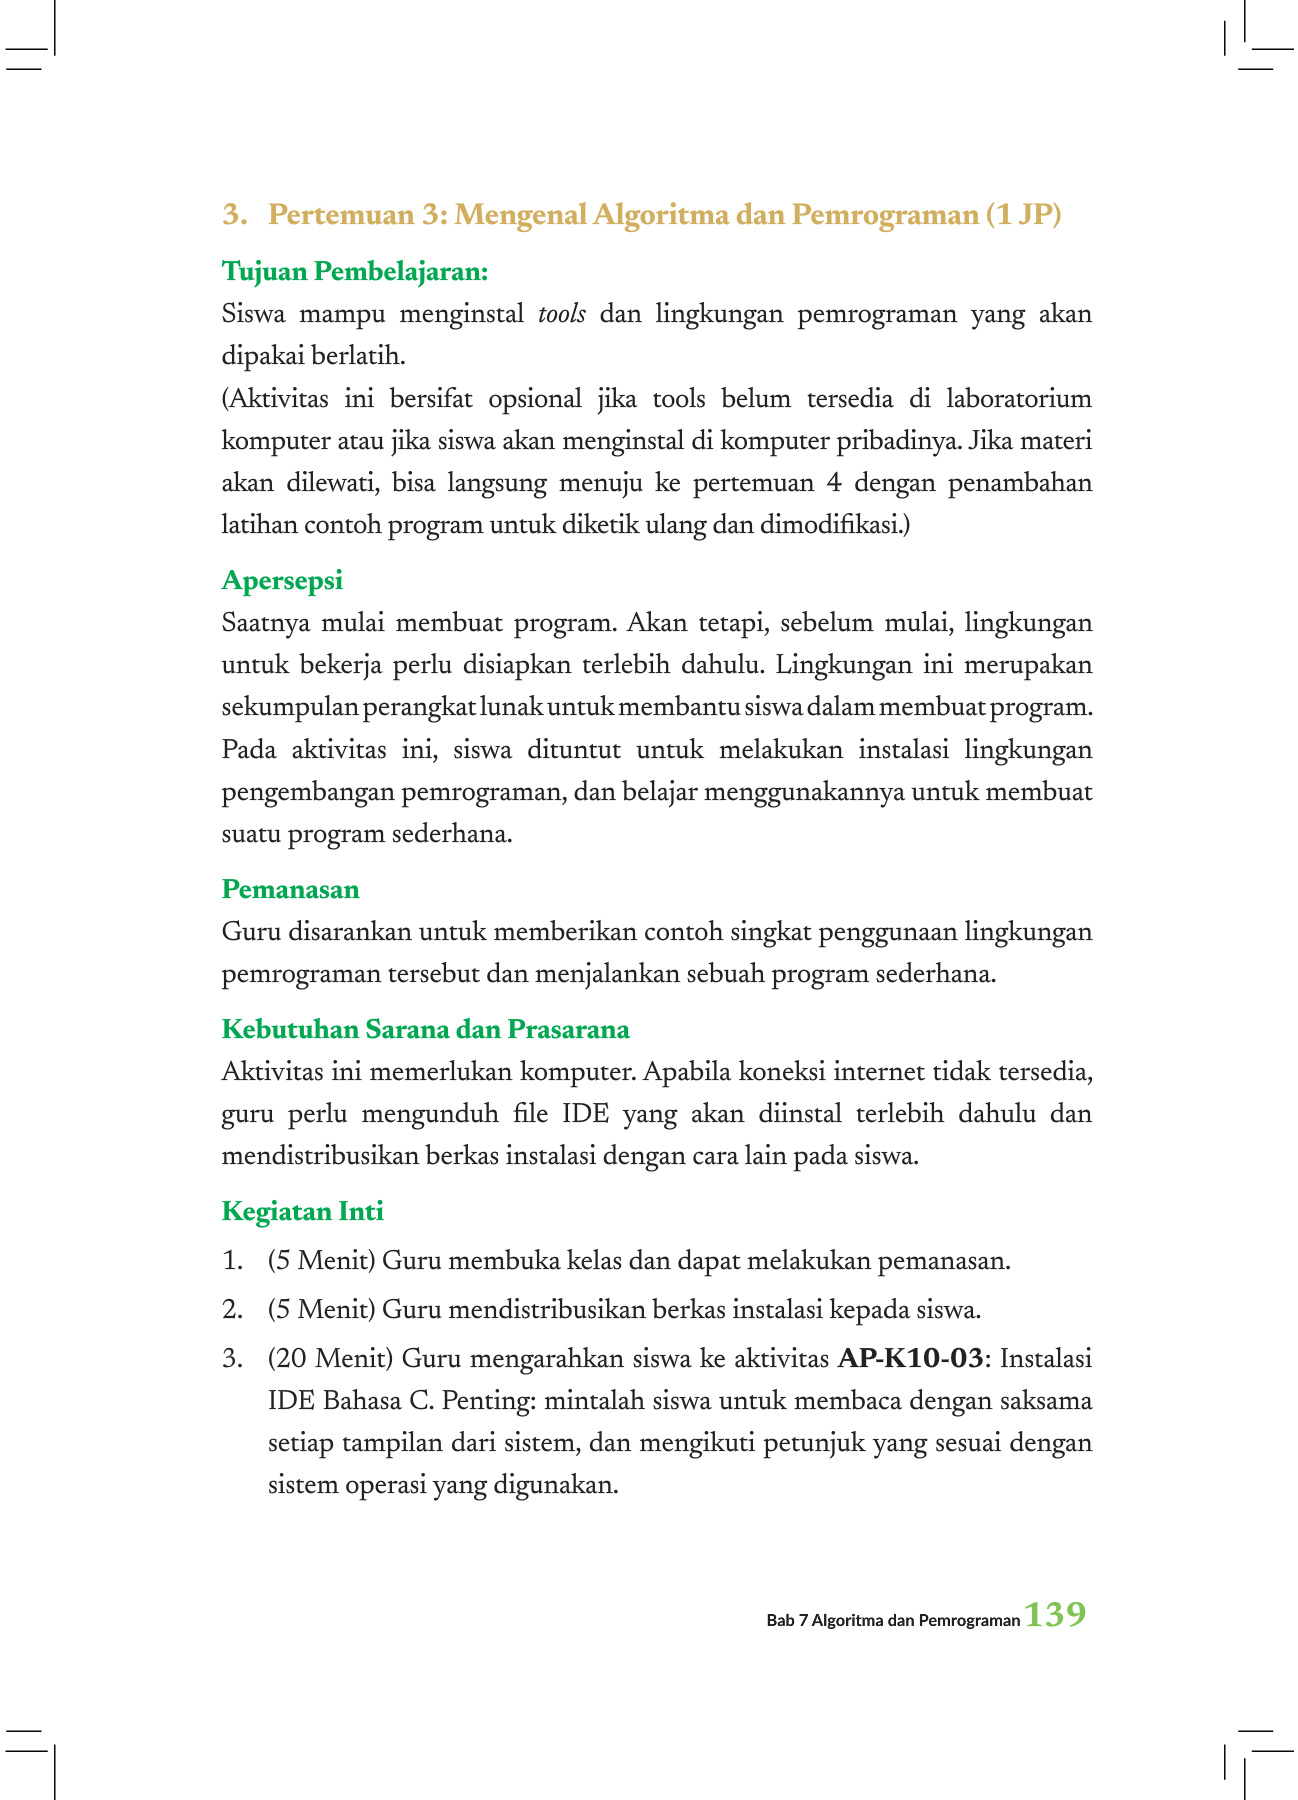 3. Pertemuan 3: Mengenal Algoritma dan Pemrograman (1 JP)
Tujuan Pembelajaran:
Siswa mampu menginstal tools dan lingkungan pemrograman yang akan
dipakai berlatih.
(Aktivitas ini bersifat opsional jika tools belum tersedia di laboratorium
komputer atau jika siswa akan menginstal di komputer pribadinya. Jika materi
akan dilewati, bisa langsung menuju ke pertemuan 4 dengan penambahan
latihan contoh program untuk diketik ulang dan dimodifikasi.)
Apersepsi
Saatnya mulai membuat program. Akan tetapi, sebelum mulai, lingkungan
untuk bekerja perlu disiapkan terlebih dahulu. Lingkungan ini merupakan
sekumpulan perangkat lunak untuk membantu siswa dalam membuat program.
Pada aktivitas ini, siswa dituntut untuk melakukan instalasi lingkungan
pengembangan pemrograman, dan belajar menggunakannya untuk membuat
suatu program sederhana.
Pemanasan
Guru disarankan untuk memberikan contoh singkat penggunaan lingkungan
pemrograman tersebut dan menjalankan sebuah program sederhana.
Kebutuhan Sarana dan Prasarana
Aktivitas ini memerlukan komputer. Apabila koneksi internet tidak tersedia,
guru perlu mengunduh file IDE yang akan diinstal terlebih dahulu dan
mendistribusikan berkas instalasi dengan cara lain pada siswa.
Kegiatan Inti
1. (5 Menit) Guru membuka kelas dan dapat melakukan pemanasan.
2. (5 Menit) Guru mendistribusikan berkas instalasi kepada siswa.
3. (20 Menit) Guru mengarahkan siswa ke aktivitas AP-K10-03: Instalasi
IDE Bahasa C. Penting: mintalah siswa untuk membaca dengan saksama
setiap tampilan dari sistem, dan mengikuti petunjuk yang sesuai dengan
sistem operasi yang digunakan.
Bab 7 Algoritma dan Pemrograman 139